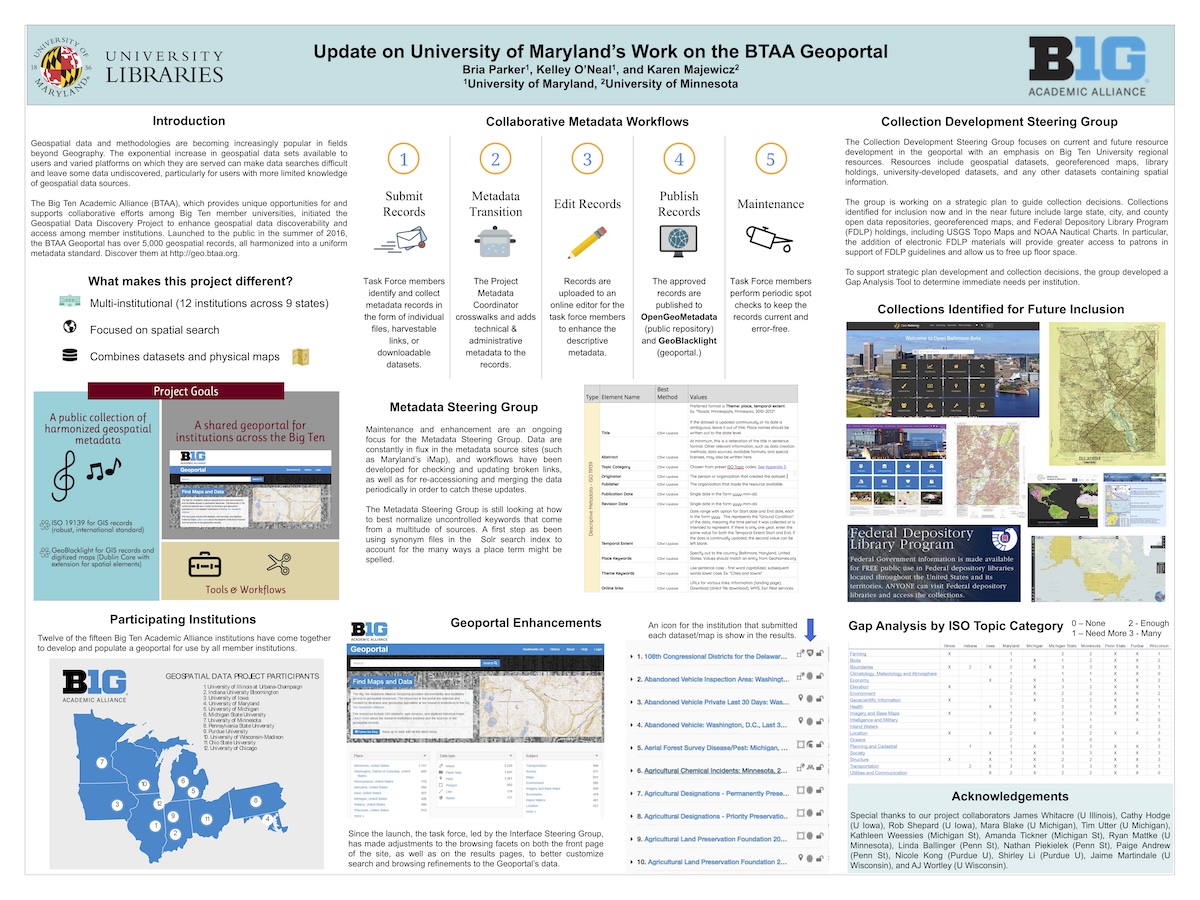 UNIVERSITY OF MARYLAND
18 56
UNIVERSITY
LIBRARIES
Update on University of Maryland's Work on the BTAA Geoportal
Bria Parker1, Kelley O'Neal1, and Karen Majewicz2
1University of Maryland, 2University of Minnesota
B1G
ACADEMIC ALLIANCE
Introduction
Geospatial data and methodologies are becoming increasingly popular in fields
beyond Geography. The exponential increase in geospatial data sets available to
users and varied platforms on which they are served can make data searches difficult
and leave some data undiscovered, particularly for users with more limited knowledge
of geospatial data sources.
The Big Ten Academic Alliance (BTAA), which provides unique opportunities for and
supports collaborative efforts among Big Ten member universities, initiated the
Geospatial Data Discovery Project to enhance geospatial data discoverability and
access among member institutions. Launched to the public in the summer of 2016,
the BTAA Geoportal has over 5,000 geospatial records, all harmonized into a uniform
metadata standard. Discover them at http://geo.btaa.org.
What makes this project different?
Multi-institutional (12 institutions across 9 states)
Focused on spatial search
Combines datasets and physical maps
Project Goals
A public collection of
harmonized geospatial
metadata
ISO 19139 for GIS records
(robust, international standard)
GeoBlacklight for GIS records and
digitized maps (Dublin Core with
extension for spatial elements)
A shared geoportal for
institutions across the Big Ten
B1G
Geoportal
Find Maps and Data
Tools & Workflows
Participating Institutions
Twelve of the fifteen Big Ten Academic Alliance institutions have come together
to develop and populate a geoportal for use by all member institutions.
B1G
ACADEMIC ALLIANCE
GEOSPATIAL DATA PROJECT PARTICIPANTS
1. University of Illinois at Urbana-Champaign
2. Indiana University Bloomington
3. University of Iowa
4. University of Maryland
5. University of Michigan
6. Michigan State University
7. University of Minnesota
8. Pennsylvania State University
9. Purdue University
10. University of Wisconsin-Madison
11. Ohio State University
12. University of Chicago
7
10
6
5
3
12
8
1
9
11
4
2
Collaborative Metadata Workflows
1
Submit
Records
Task Force members
identify and collect
metadata records in
the form of individual
files, harvestable
links, or
downloadable
datasets.
2
Metadata
Transition
The Project
Metadata
Coordinator
crosswalks and adds
technical &
administrative
metadata to the
records.
3
Edit Records
Records are
uploaded to an
online editor for the
task force members
to enhance the
descriptive
metadata.
4
Publish
Records
The approved
records are
published to
OpenGeoMetadata
(public repository)
and GeoBlacklight
(geoportal.)
5
Maintenance
Task Force members
perform periodic spot
checks to keep the
records current and
error-free.
Metadata Steering Group
Maintenance and enhancement are an ongoing
focus for the Metadata Steering Group. Data are
constantly in flux in the metadata source sites (such
as Maryland's iMap), and workflows have been
developed for checking and updating broken links,
as well as for re-accessioning and merging the data
periodically in order to catch these updates.
The Metadata Steering Group is still looking at how
to best normalize uncontrolled keywords that come
from a multitude of sources. A first step as been
using synonym files in the Solr search index to
account for the many ways a place term might be
spelled.
Type Element Name Best Method Values
Descriptive Metadata - ISO 19139
Title
Abstract
Topic Category
Originator
Publisher
Publication Date
Revision Date
Temporal Extent
Place Keywords
Theme Keywords
Online links
Geoportal Enhancements
B1G
Geoportal
Find Maps and Data
Place
Data type
Subject
Since the launch, the task force, led by the Interface Steering Group,
has made adjustments to the browsing facets on both the front page
of the site, as well as on the results pages, to better customize
search and browsing refinements to the Geoportal's data.
An icon for the institution that submitted
each dataset/map is show in the results.
1. 108th Congressional Districts for the Delawar...
2. Abandoned Vehicle Inspection Area: Washingt...
3. Abandoned Vehicle Private Last 30 Days: Was...
4. Abandoned Vehicle: Washington, D.C., Last 3...
5. Aerial Forest Survey Disease/Pest: Michigan, ...
6. Agricultural Chemical Incidents: Minnesota, 2...
7. Agricultural Designations - Permanently Prese...
8. Agricultural Designations - Priority Preservatio...
9. Agricultural Land Preservation Foundation 20...
10. Agricultural Land Preservation Foundation 2...
Collection Development Steering Group
The Collection Development Steering Group focuses on current and future resource
development in the geoportal with an emphasis on Big Ten University regional
resources. Resources include geospatial datasets, georeferenced maps, library
holdings, university-developed datasets, and any other datasets containing spatial
information.
The group is working on a strategic plan to guide collection decisions. Collections
identified for inclusion now and in the near future include large state, city, and county
open data repositories, georeferenced maps, and Federal Depository Library Program
(FDLP) holdings, including USGS Topo Maps and NOAA Nautical Charts. In particular,
the addition of electronic FDLP materials will provide greater access to patrons in
support of FDLP guidelines and allow us to free up floor space.
To support strategic plan development and collection decisions, the group developed a
Gap Analysis Tool to determine immediate needs per institution.
Collections Identified for Future Inclusion
Welcome to Open Baltimore Beta
Federal Depository
Library Program
Federal Government information is made available
for FREE public use in Federal depository libraries
located throughout the United States and its
territories. ANYONE can visit Federal depository
libraries and access the collections.
Gap Analysis by ISO Topic Category
0 – None 2 - Enough
1 – Need More 3 - Many
Illinois Indiana Iowa Maryland Michigan Michigan State Minnesota Penn State Purdue Wisconsin
Farming
Biota
Boundaries
Climatology, Meteorology and Atmosphere
Economy
Elevation
Environment
Geoscientific Information
Health
Imagery and Base Maps
Intelligence and Military
Inland Waters
Location
Oceans
Planning and Cadastral
Society
Structure
Transportation
Utilities and Communication
Acknowledgements
Special thanks to our project collaborators James Whitacre (U Illinois), Cathy Hodge
(U Iowa), Rob Shepard (U Iowa), Mara Blake (U Michigan), Tim Utter (U Michigan),
Kathleen Weessies (Michigan St), Amanda Tickner (Michigan St), Ryan Mattke (U
Minnesota), Linda Ballinger (Penn St), Nathan Piekielek (Penn St), Paige Andrew
(Penn St), Nicole Kong (Purdue U), Shirley Li (Purdue U), Jaime Martindale (U
Wisconsin), and AJ Wortley (U Wisconsin).